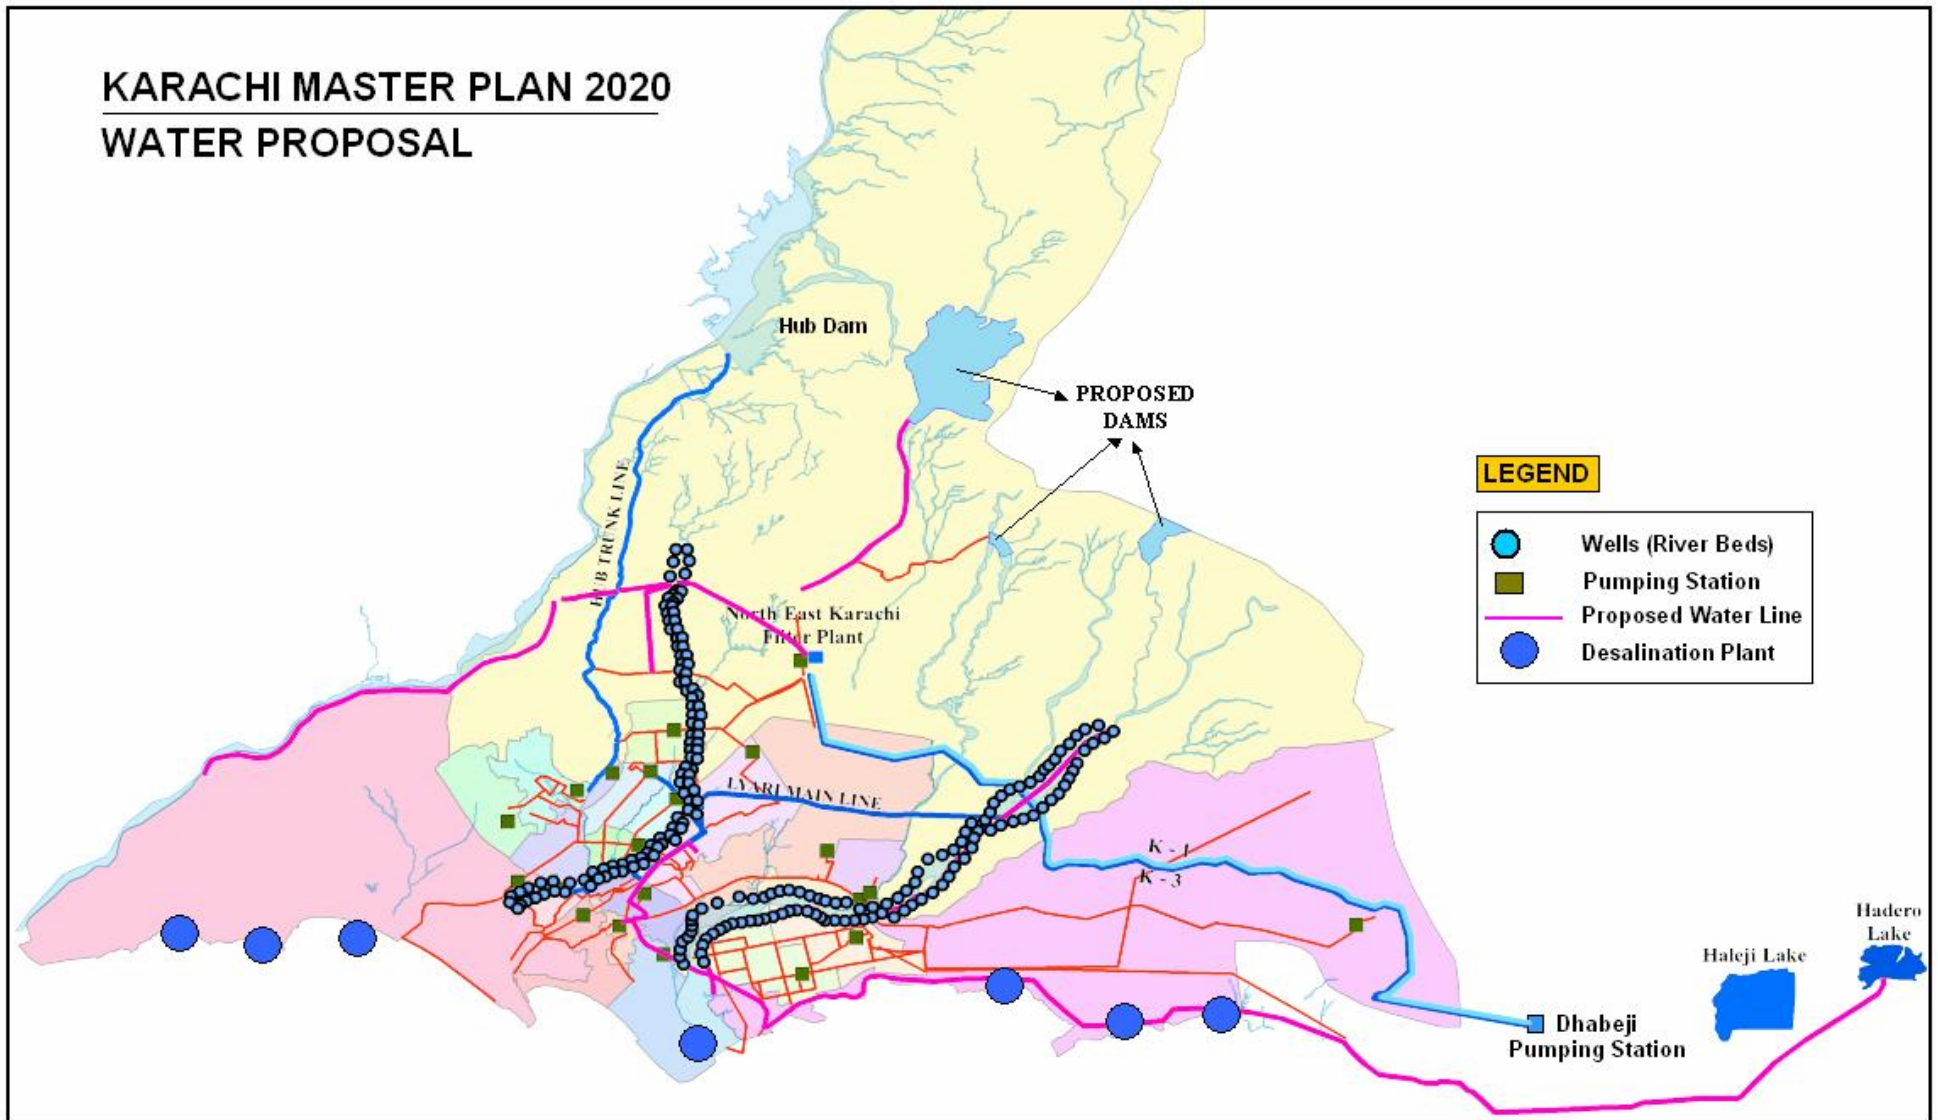 KARACHI MASTER PLAN 2020
WATER PROPOSAL
Hub Dam
PROPOSED
DAMS
HUB TRUNK LINE
LEGEND
Wells (River Beds)
Pumping Station
Proposed Water Line
Desalination Plant
North East Karachi
Filter Plant
LYARI MAIN LINE
K - 1
K - 3
Hadero
Lake
Haleji Lake
Dhabeji
Pumping Station